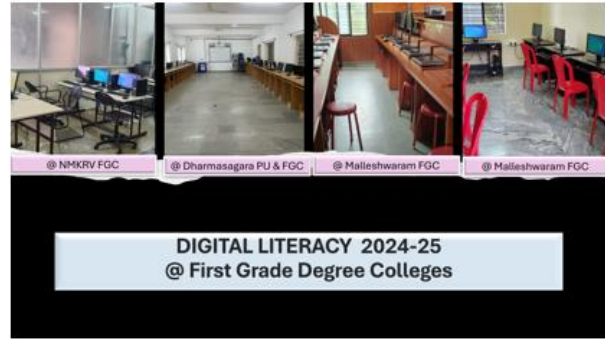 @ NMKRV FGC
@ Dharmasagara PU & FGC
@ Malleshwaram FGC
@ Malleshwaram FGC
DIGITAL LITERACY 2024-25
@ First Grade Degree Colleges